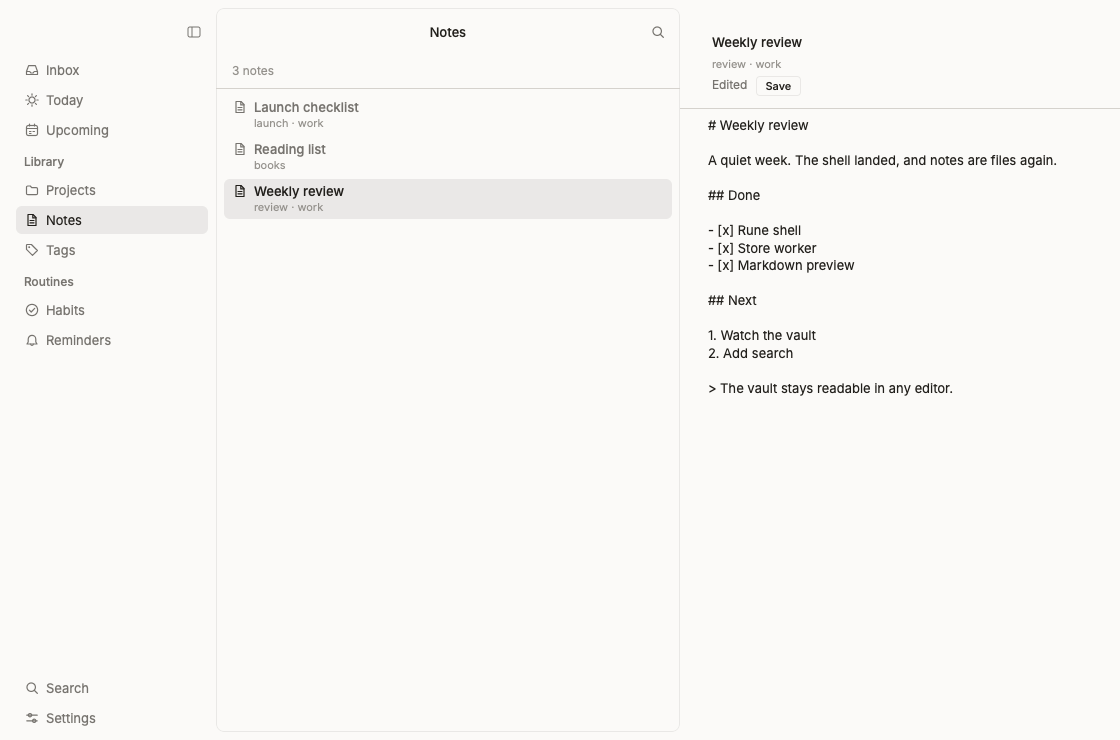 Inbox
Today
Upcoming
Library
Projects
Notes
Tags
Routines
Habits
Reminders
Search
Settings
Notes
3 notes
Launch checklist
launch · work
Reading list
books
Weekly review
review · work
Weekly review
review · work
Edited Save
# Weekly review
A quiet week. The shell landed, and notes are files again.
## Done
- [x] Rune shell
- [x] Store worker
- [x] Markdown preview
## Next
1. Watch the vault
2. Add search
> The vault stays readable in any editor.